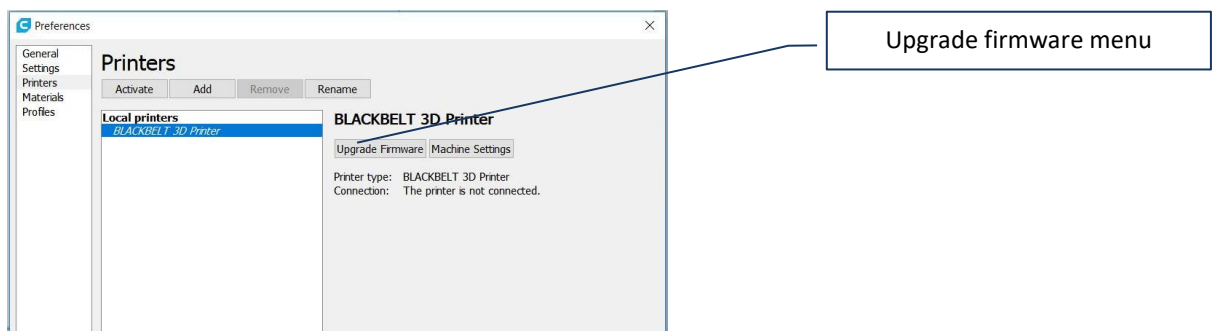 Preferences
Upgrade firmware menu
General
Settings
Printers
Materials
Profiles
Printers
Activate Add Remove Rename
Local printers
BLACKBELT 3D Printer
BLACKBELT 3D Printer
Upgrade Firmware Machine Settings
Printer type: BLACKBELT 3D Printer
Connection: The printer is not connected.